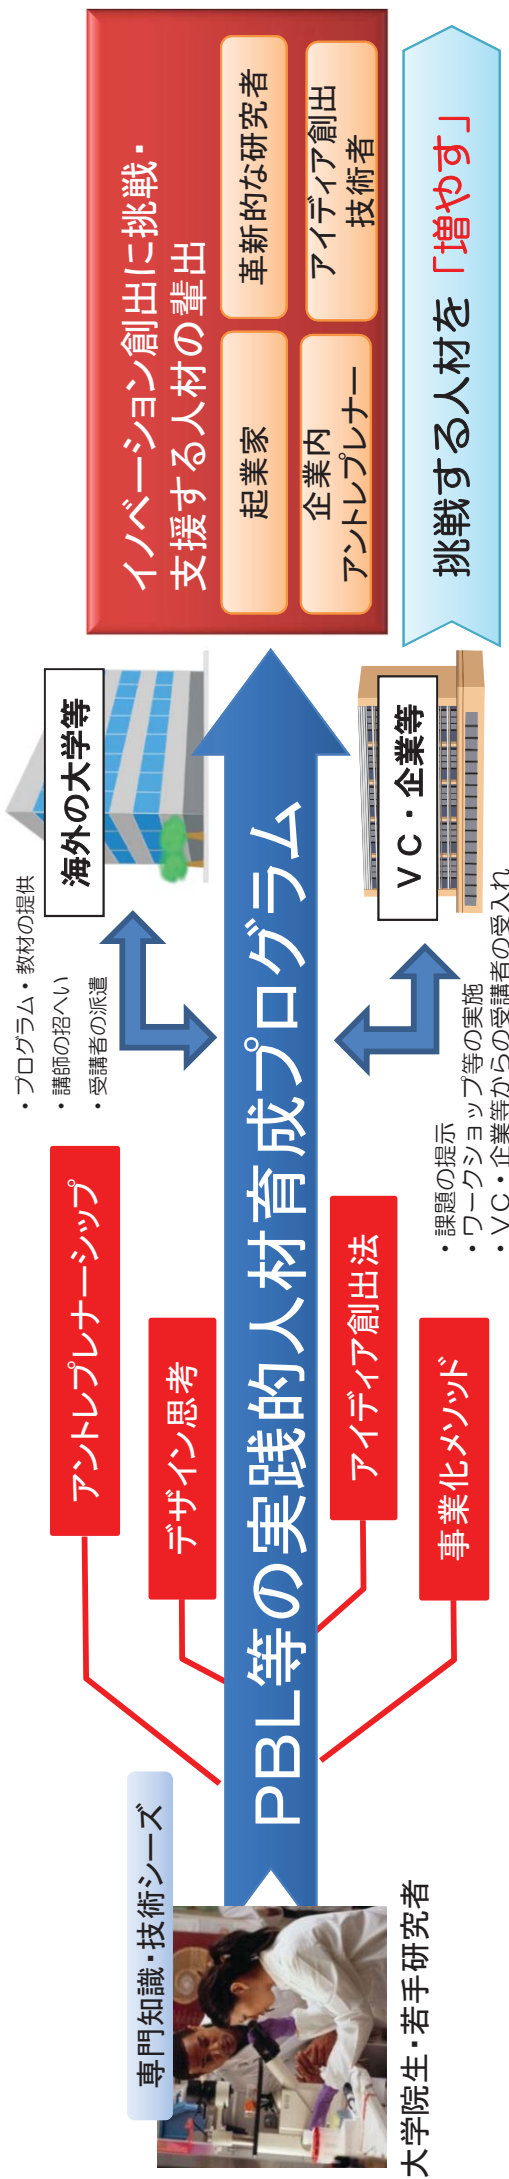 専門知識・技術シーズ
大学院生・若手研究者
PBL等の実践的人材育成プログラム
アントレプレナーシップ
デザイン思考
アイディア創出法
事業化メソッド
・プログラム・教材の提供
・講師の招へい
・受講者の派遣
海外の大学等
・課題の提示
・ワークショップ等の実施
・ＶＣ・企業等からの受講者の受入れ
ＶＣ・企業等
イノベーション創出に挑戦・
支援する人材の輩出
起業家
革新的な研究者
企業内
アントレプレナー
アイディア創出
技術者
挑戦する人材を「増やす」